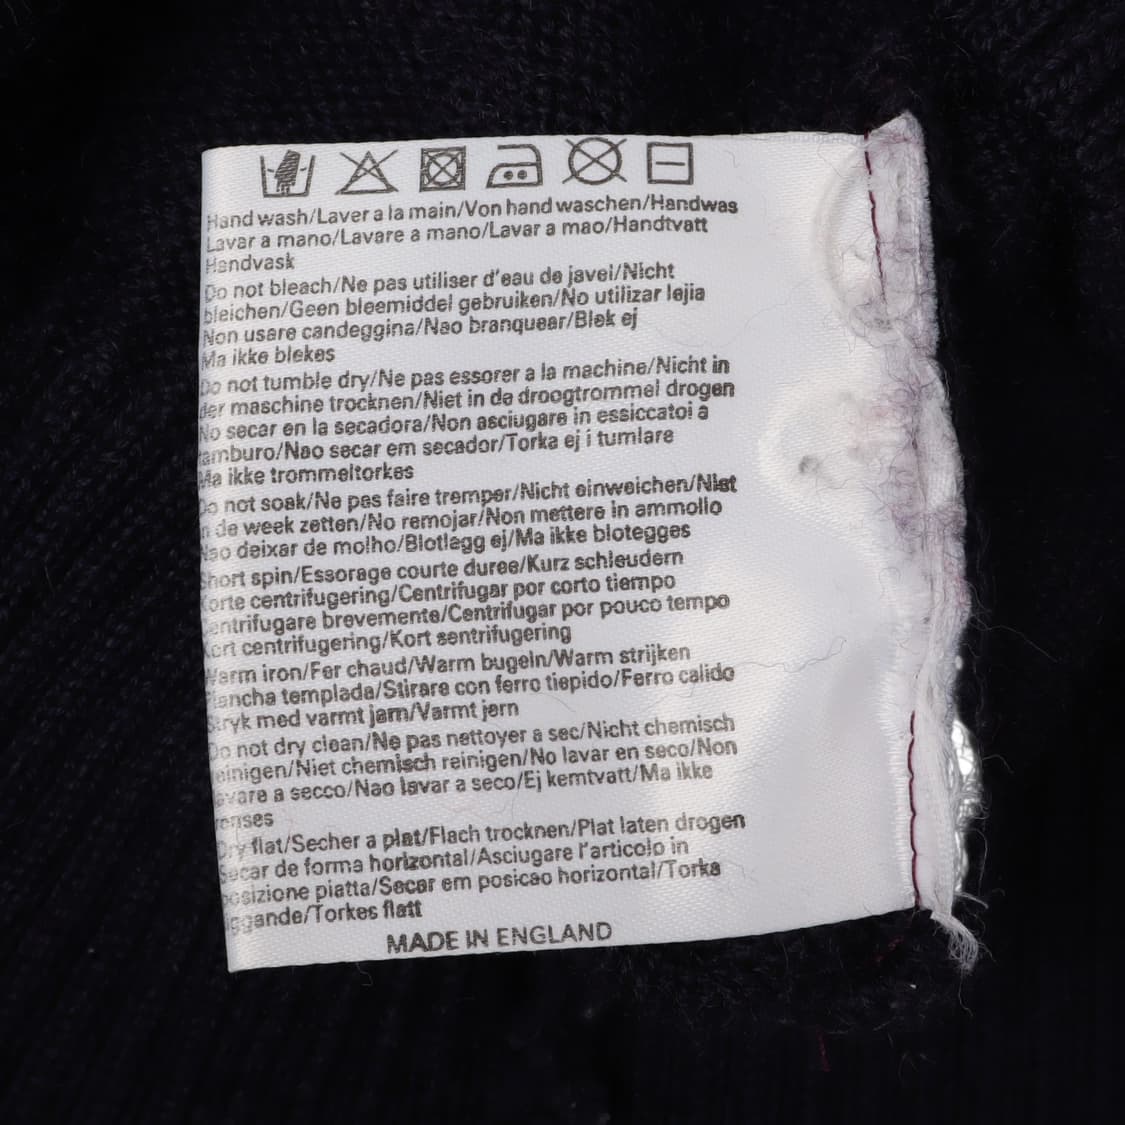 Hand wash/Laver a la main/Von hand waschen/Handwas
Lavar a mano/Lavare a mano/Lavar a mao/Handtvatt
Handvask
Do not bleach/Ne pas utiliser d'eau de javel/Nicht
bleichen/Geen bleemiddel gebruiken/No utilizar lejia
Non usare candeggina/Nao branquear/Blek ej
Ma ikke blekes
Do not tumble dry/Ne pas essorer a la machine/Nicht in
der maschine trocknen/Niet in de droogtrommel drogen
No secar en la secadora/Non asciugare in essiccatoi a
tamburo/Nao secar em secador/Torka ej i tumlare
Ma ikke trommeltorkes
Do not soak/Ne pas faire tremper/Nicht einweichen/Niet
n de week zetten/No remojar/Non mettere in ammollo
Nao deixar de molho/Blotlagg ej/Ma ikke blotegges
Short spin/Essorage courte duree/Kurz schleudern
Korte centrifugering/Centrifugar por corto tiempo
entrifugare brevemente/Centrifugar por pouco tempo
Kort centrifugering/Kort sentrifugering
Warm iron/Fer chaud/Warm bugeln/Warm strijken
lancha templada/Stirare con ferro tiepido/Ferro calido
Stryk med varmt jarn/Varmt jern
Do not dry clean/Ne pas nettoyer a sec/Nicht chemisch
einigen/Niet chemisch reinigen/No lavar en seco/Non
avare a secco/Nao lavar a seco/Ej kemtvatt/Ma ikke
renses
Dry flat/Secher a plat/Flach trocknen/Plat laten drogen
Secar de forma horizontal/Asciugare l'articolo in
posizione piatta/Secar em posicao horizontal/Torka
iggande/Torkes flatt
MADE IN ENGLAND